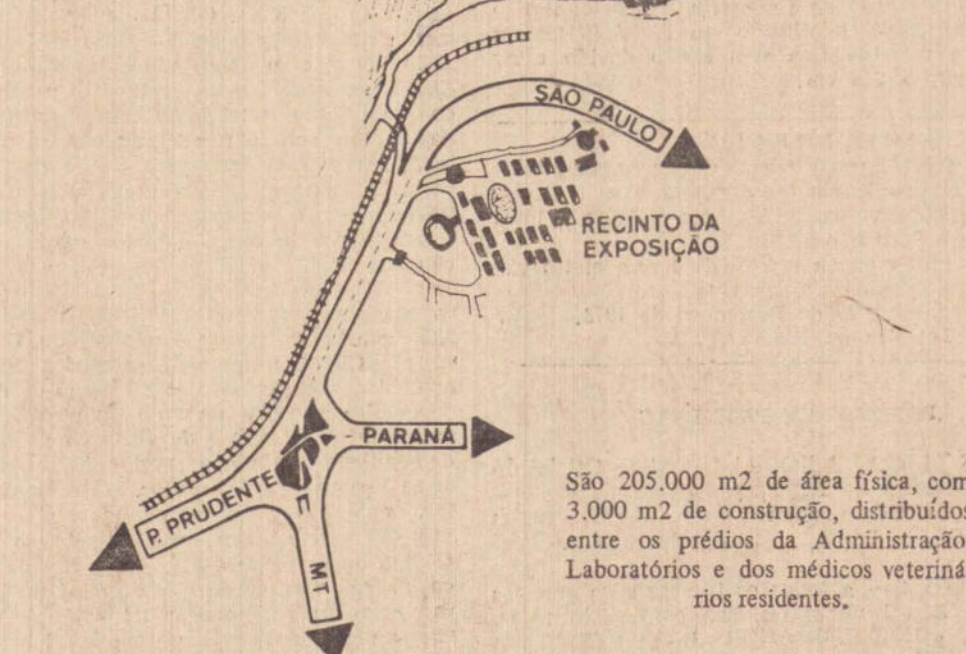 SÃO PAULO
RECINTO DA
EXPOSIÇÃO
PARANÁ
P. PRUDENTE
MT
São 205.000 m2 de área física, com
3.000 m2 de construção, distribuídos
entre os prédios da Administração
Laboratórios e dos médicos veteriná
rios residentes.